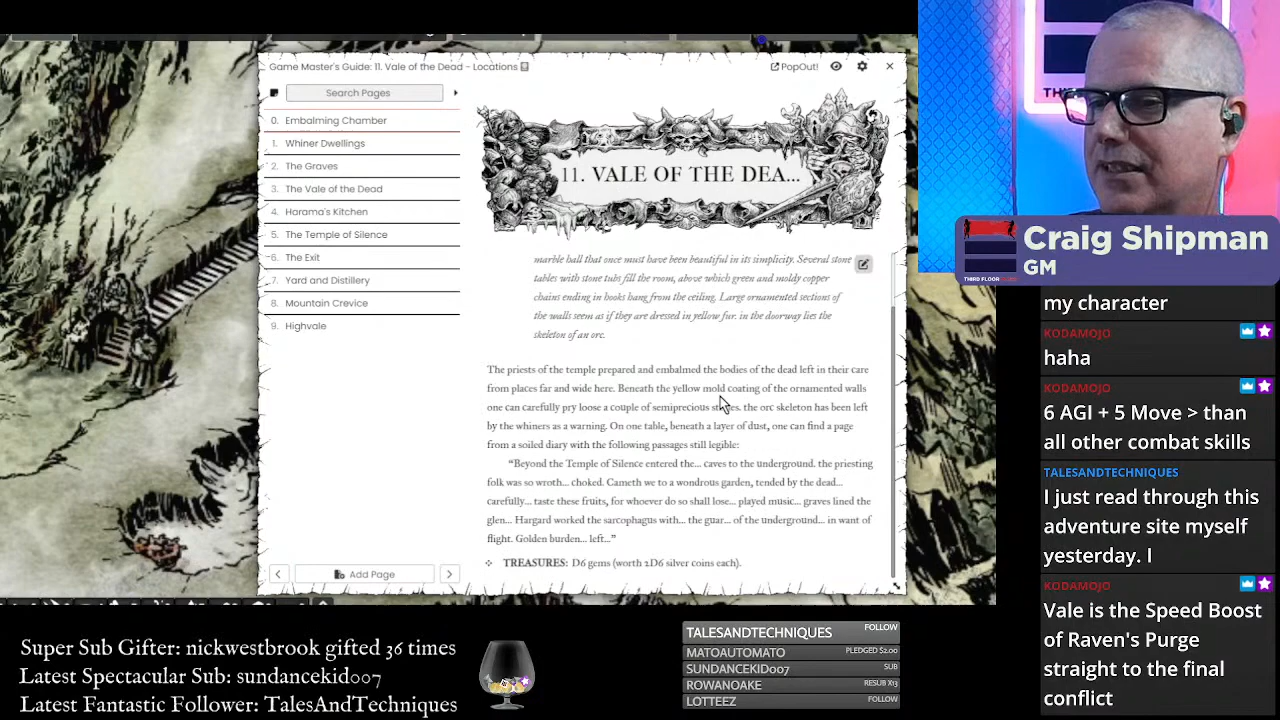 Game Master's Guide: 11. Vale of the Dead - Locations
PopOut!
Search Pages
0. Embalming Chamber
1. Whiner Dwellings
2. The Graves
3. The Vale of the Dead
4. Harama's Kitchen
5. The Temple of Silence
6. The Exit
7. Yard and Distillery
8. Mountain Crevice
9. Highvale
Add Page
11. VALE OF THE DEA...
marble hall that once must have been beautiful in its simplicity. Several stone
tables with stone tubs fill the room, above which green and moldy copper
chains ending in hooks hang from the ceiling. Large ornamented sections of
the walls seem as if they are dressed in yellow fur. in the doorway lies the
skeleton of an orc.
The priests of the temple prepared and embalmed the bodies of the dead left in their care
from places far and wide here. Beneath the yellow mold coating of the ornamented walls
one can carefully pry loose a couple of semiprecious the orc skeleton has been left
by the whiners as a warning. On one table, beneath a layer of dust, one can find a page
from a soiled diary with the following passages still legible:
“Beyond the Temple of Silence entered the... caves to the underground. the priesting
folk was so wroth... choked. Cameth we to a wondrous garden, tended by the dead...
carefully... taste these fruits, for whoever do so shall lose... played music... graves lined the
glen... Hargard worked the sarcophagus with... the guar... of the underground... in want of
flight. Golden burden... left...”
TREASURES: D6 gems (worth 2D6 silver coins each).
Craig Shipman
GM
THIRD FLOOR
my character
KODAMOJO
haha
KODAMOJO
6 AGI + 5 Move > than
all other combat skills
TALESANDTECHNIQUES
I just read through this
adventure site myself
yesterday. I
KODAMOJO
Vale is the Speed Boost
of Raven's Purge
straight to the final
conflict
Super Sub Gifter: nickwestbrook gifted 36 times
Latest Spectacular Sub: sundancekid007
Latest Fantastic Follower: TalesAndTechniques
TALESANDTECHNIQUES FOLLOW
MATOAUTOMATO PLEDGED $2.00
SUNDANCEKID007 SUB
ROWANOAKE RESUB X13
LOTTEEZ FOLLOW